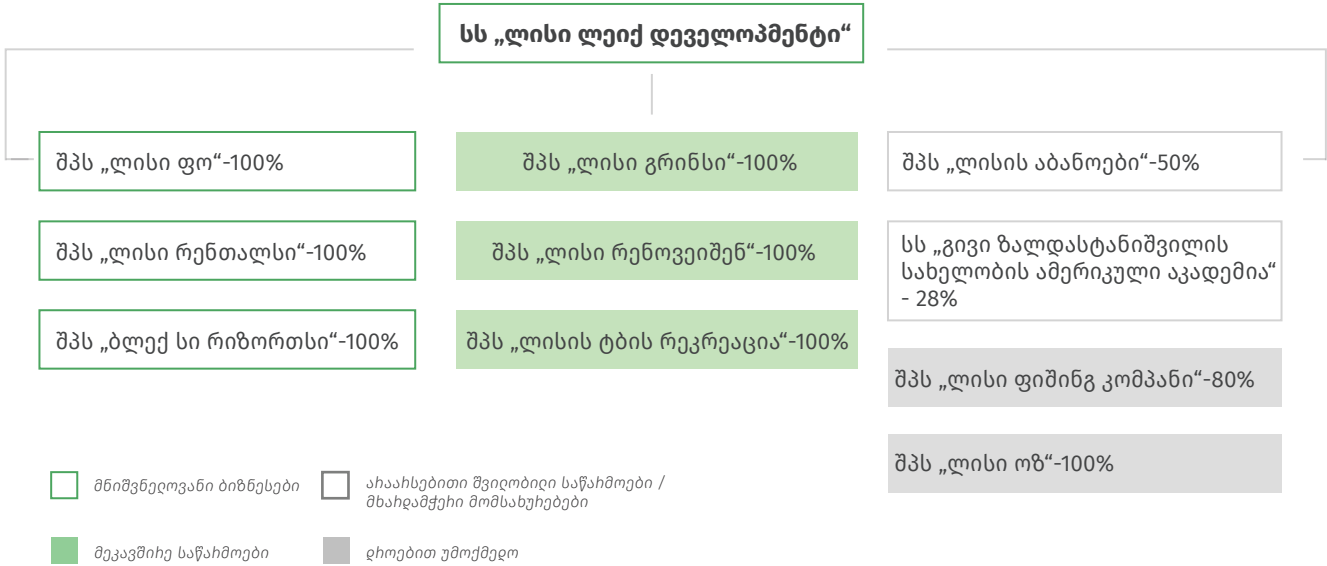 სს „ლისი ლეიქ დეველოპმენტი“
შპს „ლისი ფო“-100%
შპს „ლისი რენთალსი“-100%
შპს „ბლექ სი რიზორთსი“-100%
შპს „ლისი გრინსი“-100%
შპს „ლისი რენოვეიშენ“-100%
შპს „ლისის ტბის რეკრეაცია“-100%
შპს „ლისის აბანოები“-50%
სს „გივი ზალდასტანიშვილის
სახელობის ამერიკული აკადემია“
- 28%
შპს „ლისი ფიშინგ კომპანი“-80%
შპს „ლისი ოზ“-100%
მნიშვნელოვანი ბიზნესები
არაარსებითი შვილობილი საწარმოები /
მხარდამჭერი მომსახურებები
მეკავშირე საწარმოები
დროებით უმოქმედო